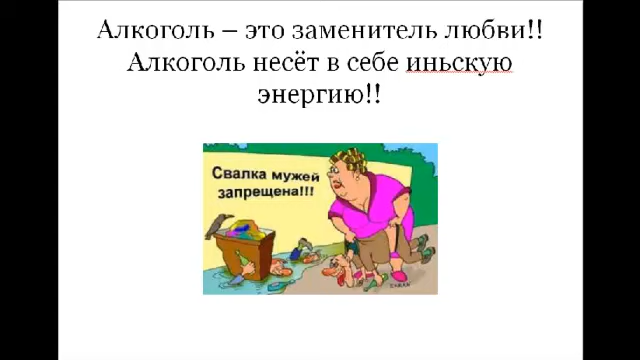 Алкоголь – это заменитель любви!!
Алкоголь несёт в себе иньскую
энергию!!
Свалка мужей
запрещена!!!